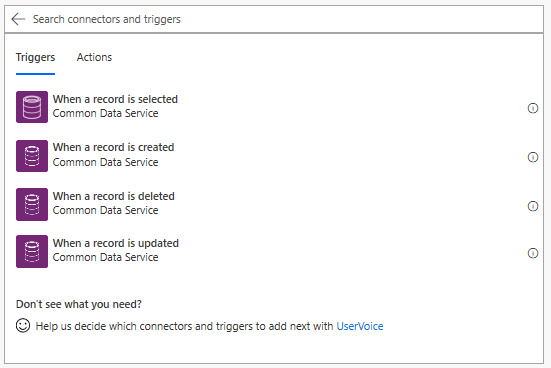 Search connectors and triggers
Triggers Actions
When a record is selected
Common Data Service
When a record is created
Common Data Service
When a record is deleted
Common Data Service
When a record is updated
Common Data Service
Don't see what you need?
Help us decide which connectors and triggers to add next with UserVoice